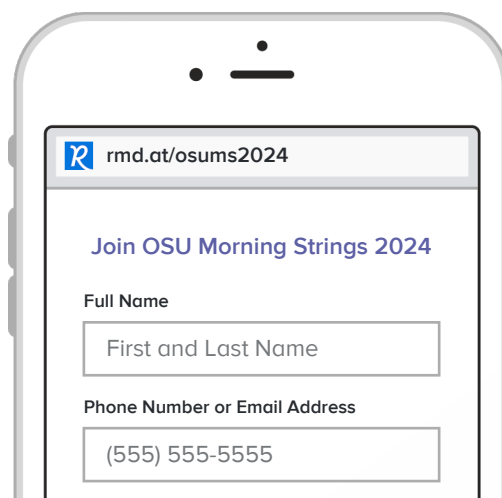 rmd.at/osums2024
Join OSU Morning Strings 2024
Full Name
First and Last Name
Phone Number or Email Address
(555) 555-5555